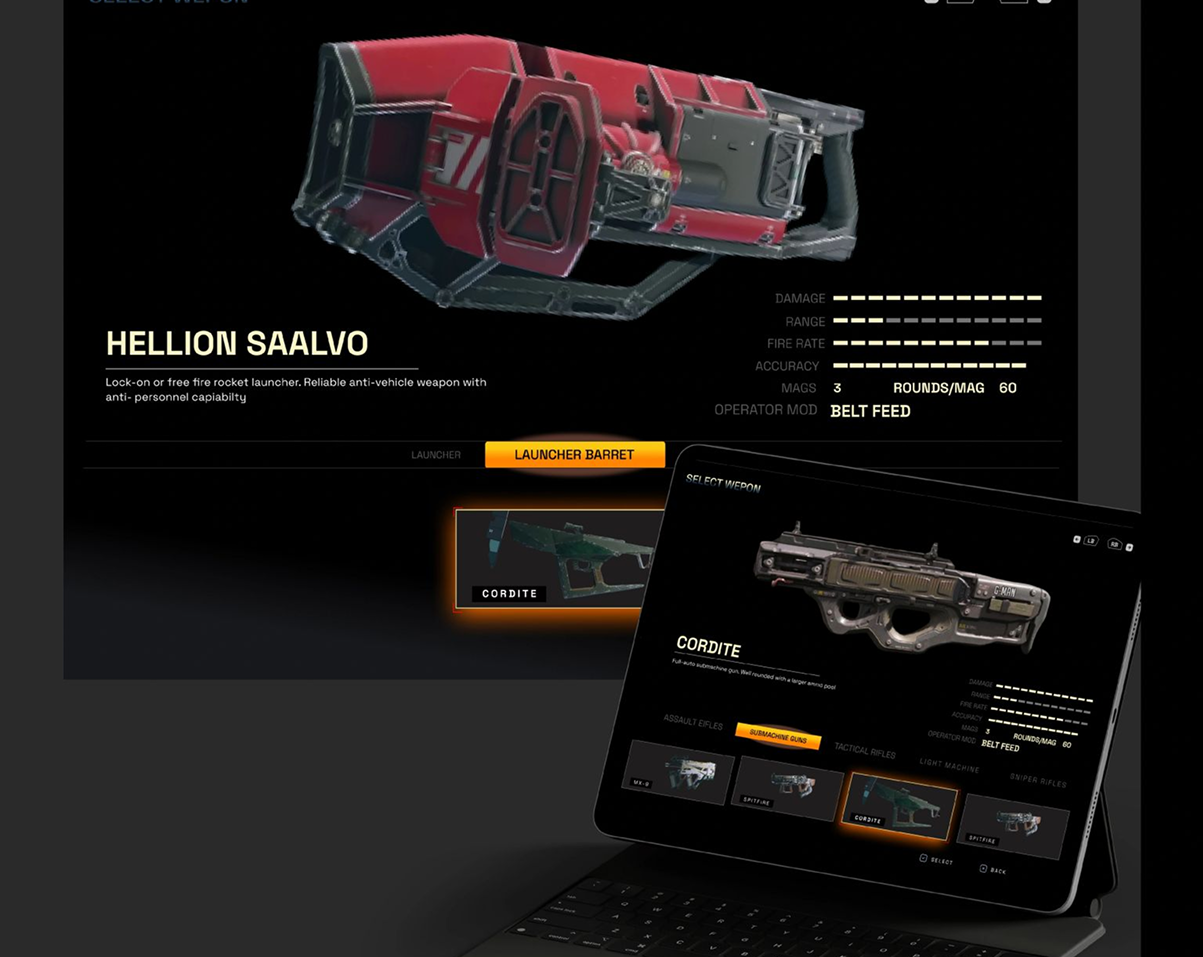 SELECT WEPON
HELLION SAALVO
Lock-on or free fire rocket launcher. Reliable anti-vehicle weapon with
anti- personnel capiabilty
DAMAGE
RANGE
FIRE RATE
ACCURACY
MAGS 3 ROUNDS/MAG 60
OPERATOR MOD BELT FEED
LAUNCHER LAUNCHER BARRET
CORDITE
SELECT WEPON
LB RB
G-MAN
CORDITE
Full-auto submachine gun. Well rounded with a larger ammo pool
DAMAGE
RANGE
FIRE RATE
ACCURACY
MAGS 3 ROUNDS/MAG 60
OPERATOR MOD BELT FEED
ASSAULT EIFLES SUBMACHINE GUNS TACTICAL RIFLES LIGHT MACHINE SNIPER RIFLES
MX-9 SPITFIRE CORDITE SPITFIRE
SELECT BACK